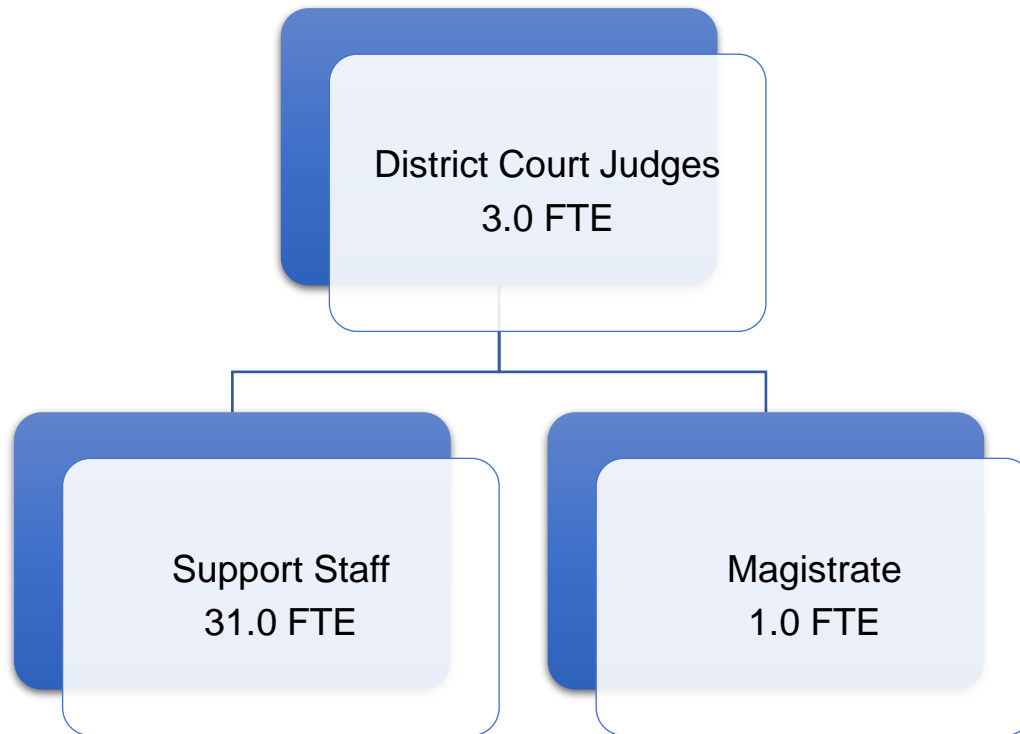 District Court Judges
3.0 FTE
Support Staff
31.0 FTE
Magistrate
1.0 FTE